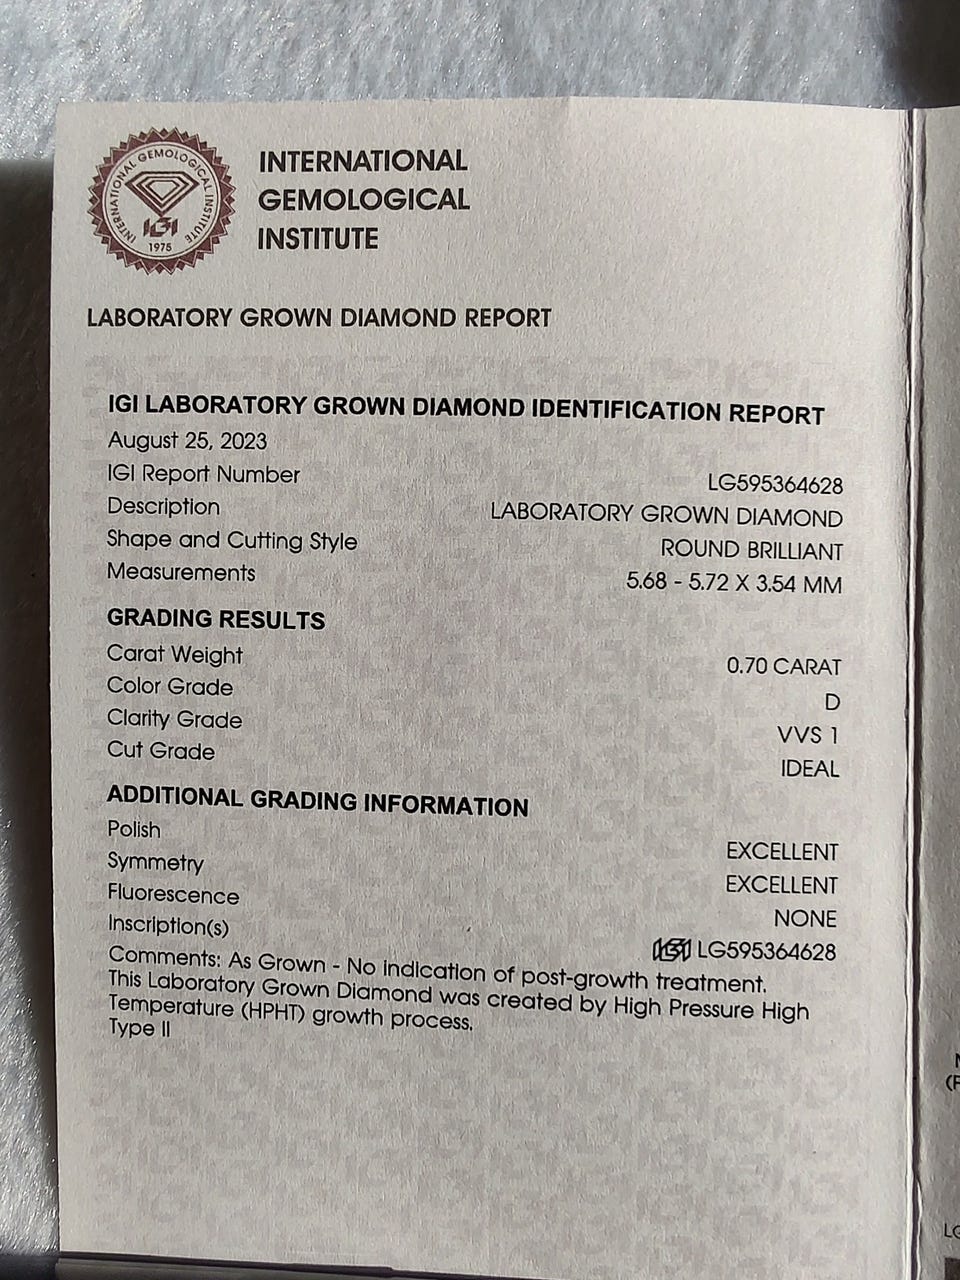 INTERNATIONAL GEMOLOGICAL INSTITUTE
IGI
1975
INTERNATIONAL
GEMOLOGICAL
INSTITUTE
LABORATORY GROWN DIAMOND REPORT
IGI LABORATORY GROWN DIAMOND IDENTIFICATION REPORT
August 25, 2023
IGI Report Number LG595364628
Description LABORATORY GROWN DIAMOND
Shape and Cutting Style ROUND BRILLIANT
Measurements 5.68 - 5.72 X 3.54 MM
GRADING RESULTS
Carat Weight 0.70 CARAT
Color Grade D
Clarity Grade VVS 1
Cut Grade IDEAL
ADDITIONAL GRADING INFORMATION
Polish EXCELLENT
Symmetry EXCELLENT
Fluorescence NONE
Inscription(s) IGI LG595364628
Comments: As Grown - No indication of post-growth treatment.
This Laboratory Grown Diamond was created by High Pressure High
Temperature (HPHT) growth process.
Type II